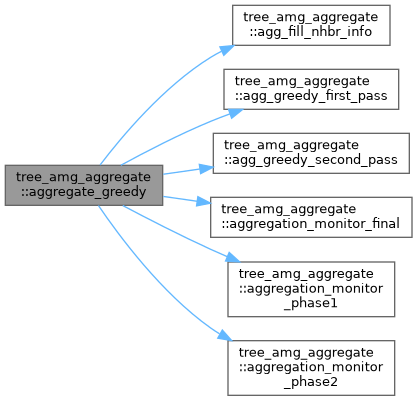 tree_amg_aggregate
::agg_fill_nhbr_info
tree_amg_aggregate
::agg_greedy_first_pass
tree_amg_aggregate
::agg_greedy_second_pass
tree_amg_aggregate
::aggregate_greedy
tree_amg_aggregate
::aggregation_monitor_final
tree_amg_aggregate
::aggregation_monitor
_phase1
tree_amg_aggregate
::aggregation_monitor
_phase2